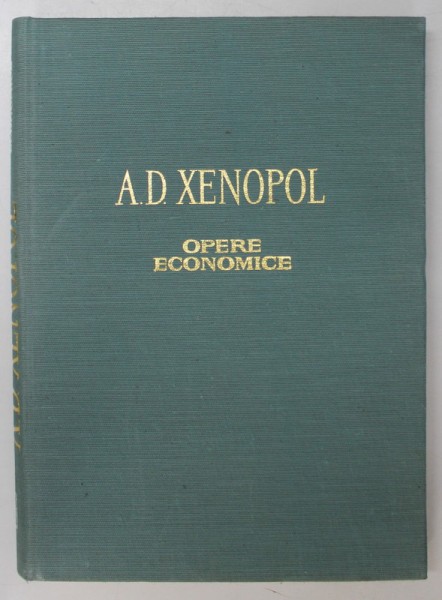 A.D. XENOPOL
OPERE
ECONOMICE
A.D. XENOPOL